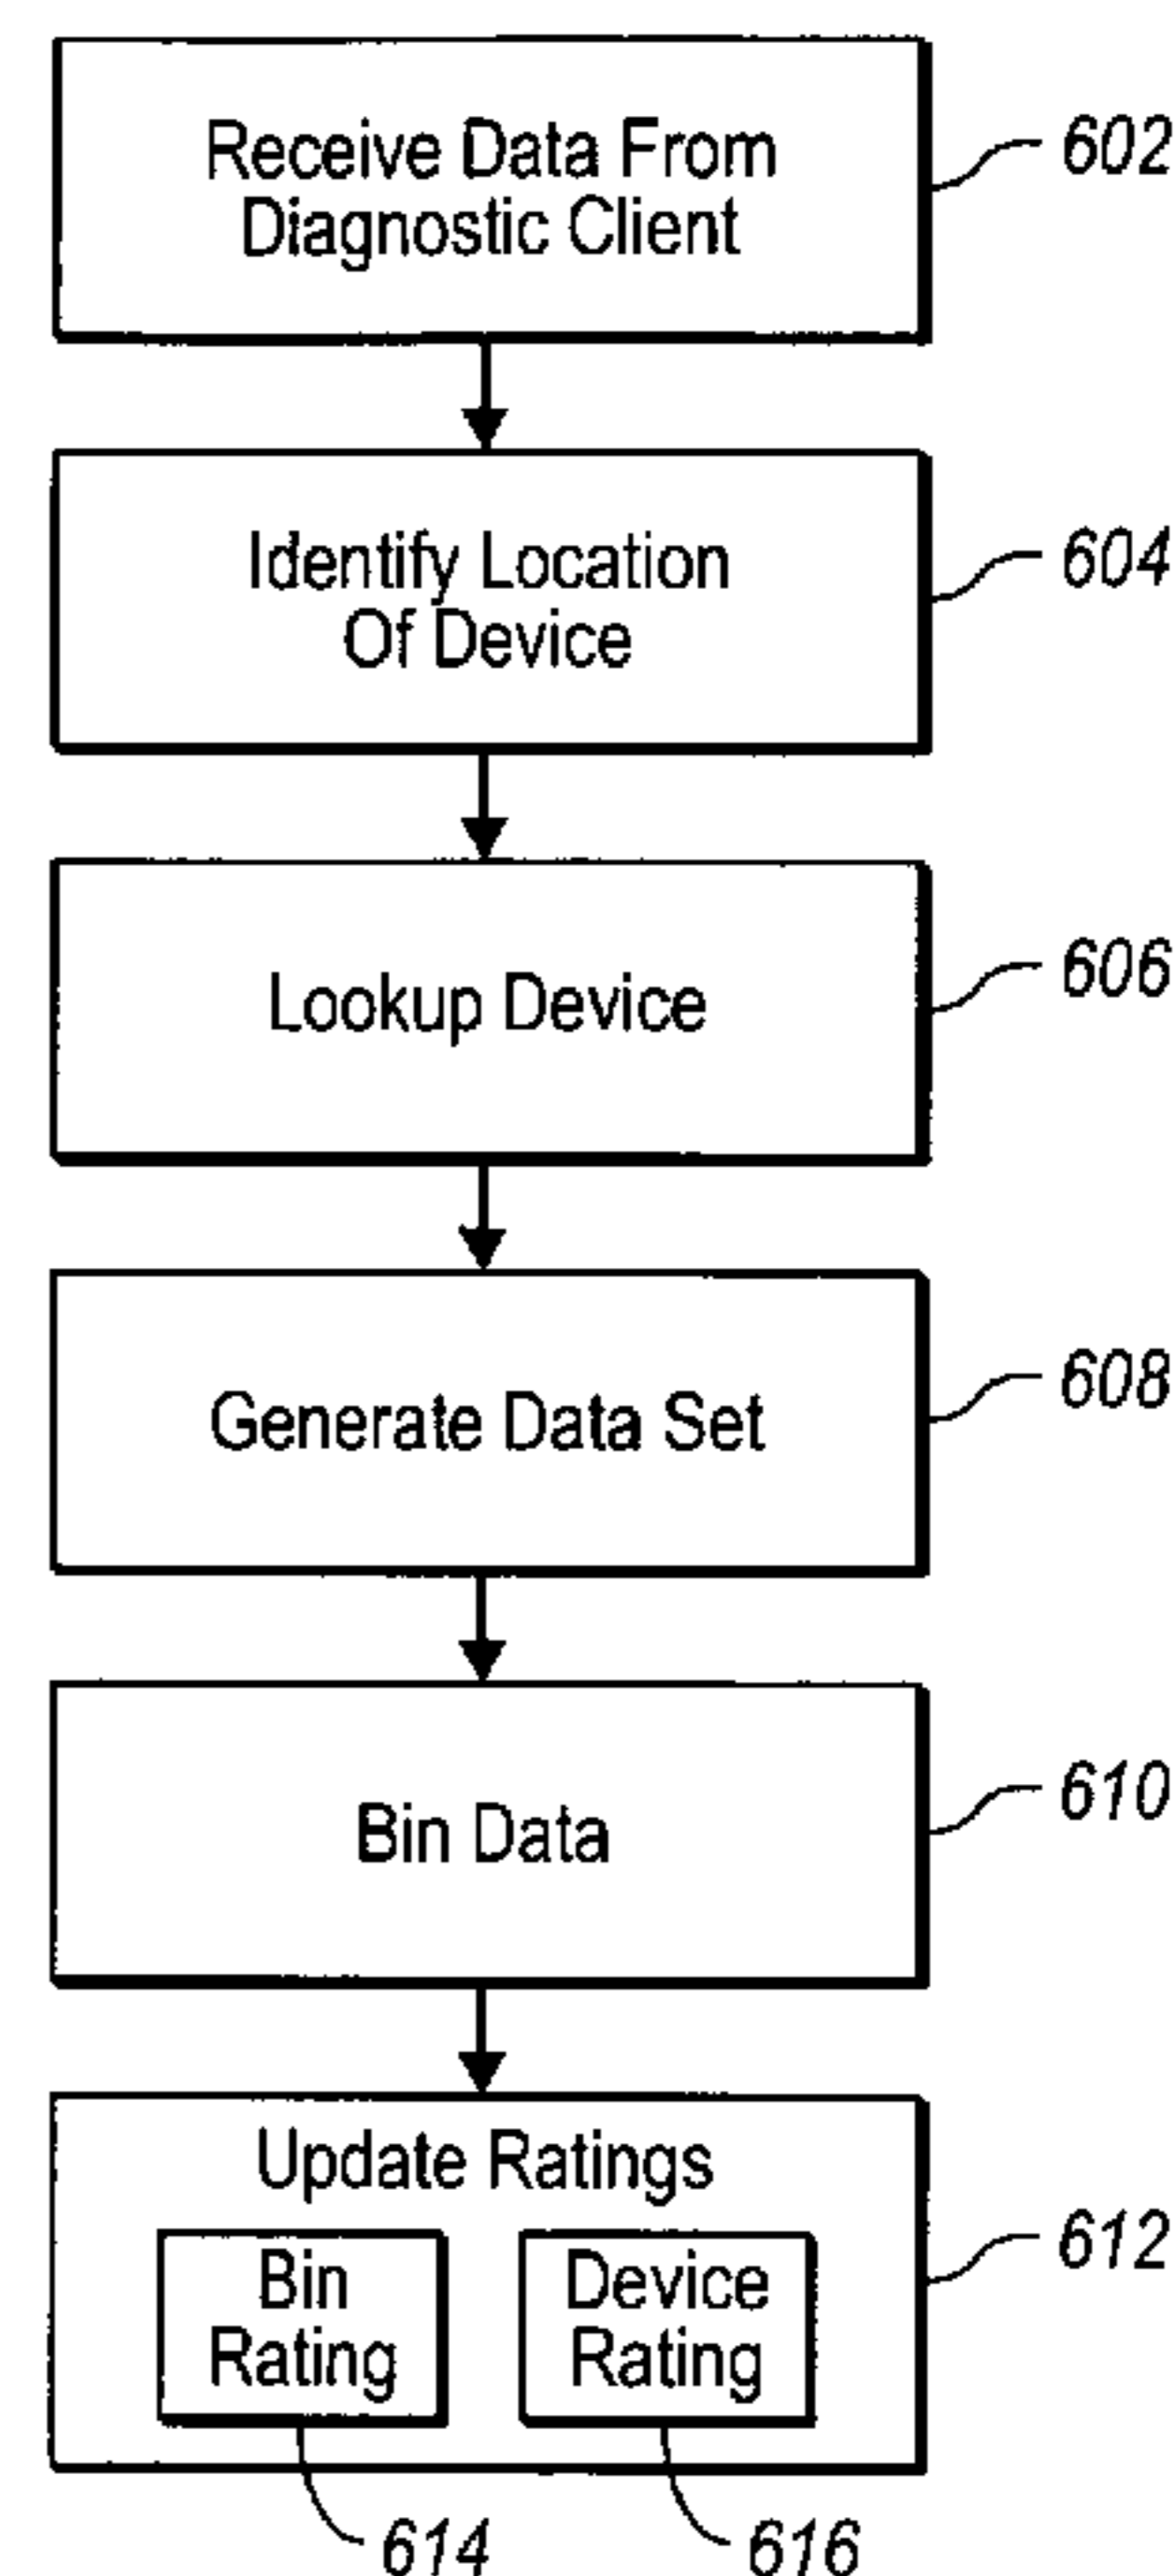 Receive Data From
Diagnostic Client
602
Identify Location
Of Device
604
Lookup Device
606
Generate Data Set
608
Bin Data
610
Update Ratings
Bin
Rating
Device
Rating
612
614
616